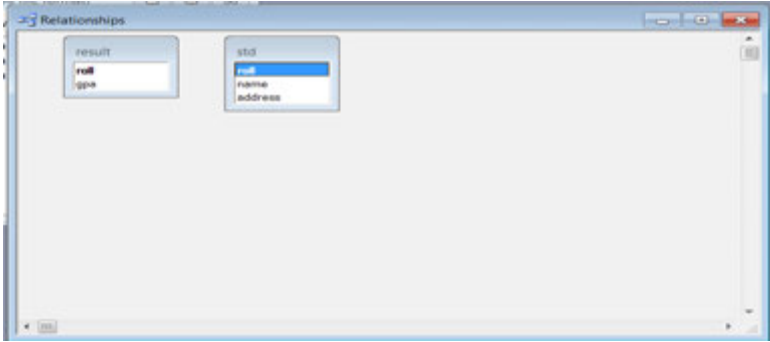 Relationships
result
roll
gpa
std
roll
name
address